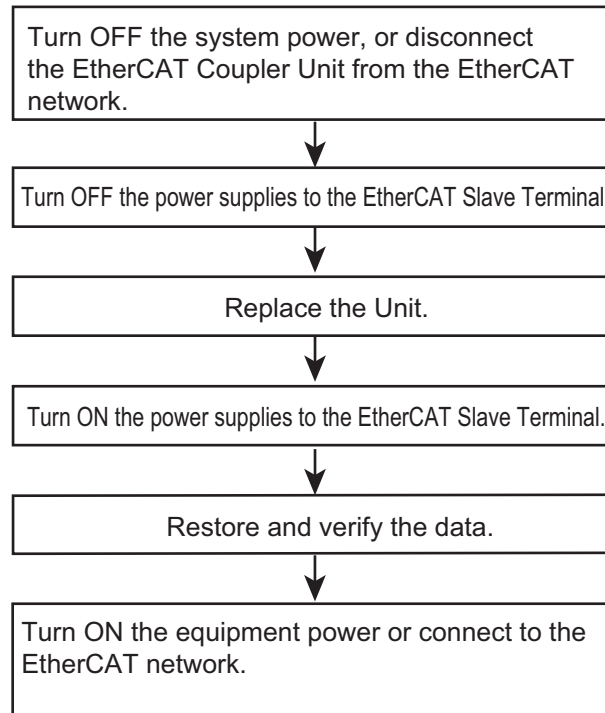 Turn OFF the system power, or disconnect
the EtherCAT Coupler Unit from the EtherCAT
network.
Turn OFF the power supplies to the EtherCAT Slave Terminal
Replace the Unit.
Turn ON the power supplies to the EtherCAT Slave Terminal.
Restore and verify the data.
Turn ON the equipment power or connect to the
EtherCAT network.